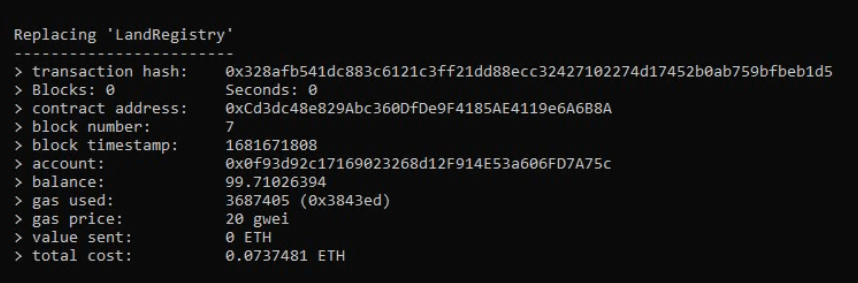 Replacing 'LandRegistry'
------------------------
> transaction hash:    0x328afb541dc883c6121c3ff21dd88ecc32427102274d17452b0ab759bfbeb1d5
> Blocks: 0            Seconds: 0
> contract address:    0xCd3dc48e829Abc360DfDe9F4185AE4119e6A6B8A
> block number:        7
> block timestamp:     1681671808
> account:             0x0f93d92c17169023268d12F914E53a606FD7A75c
> balance:             99.71026394
> gas used:            3687405 (0x3843ed)
> gas price:           20 gwei
> value sent:          0 ETH
> total cost:          0.0737481 ETH